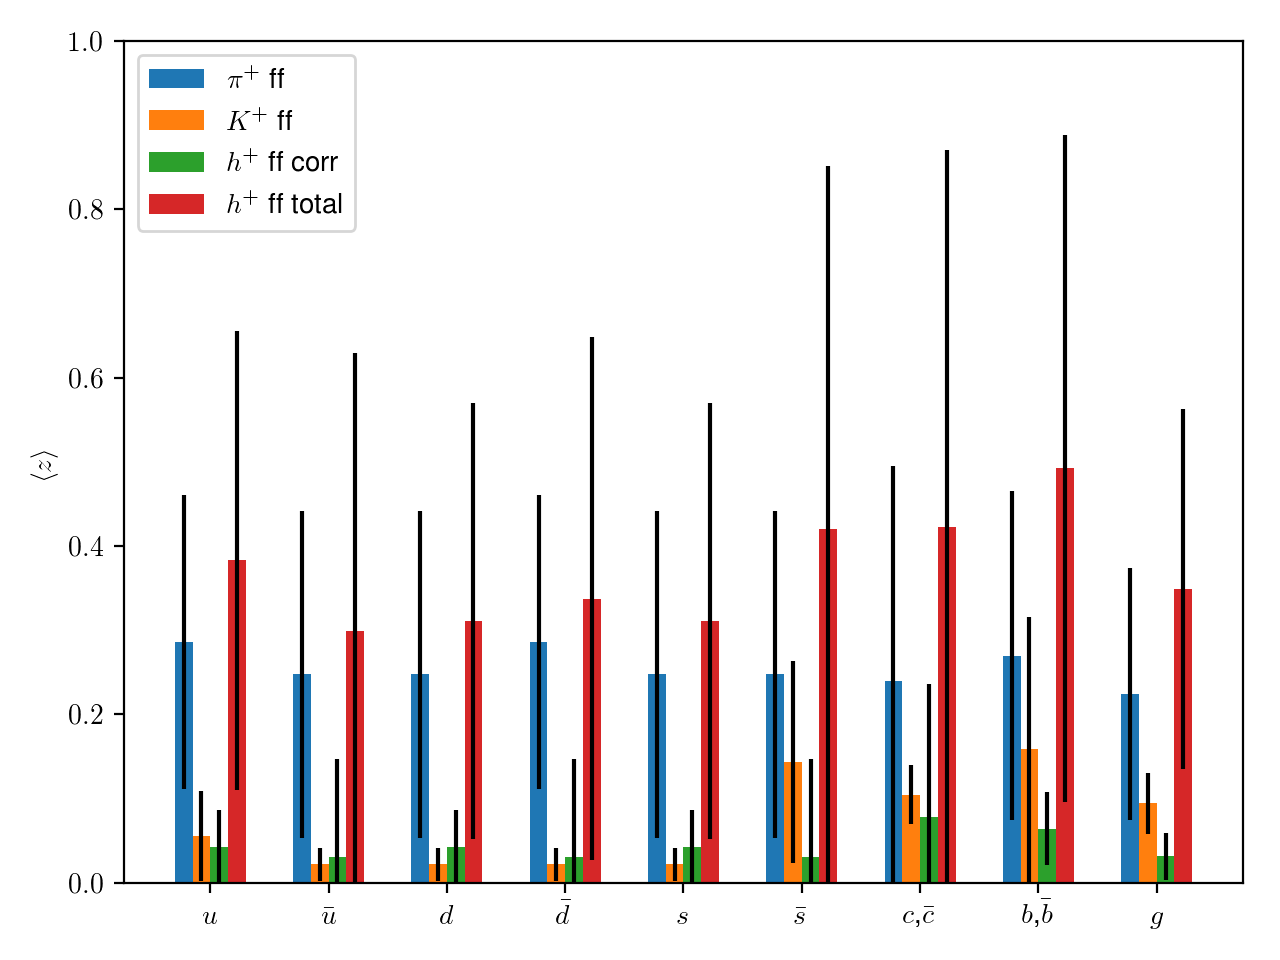 1.0
0.8
0.6
0.4
0.2
0.0
⟨z⟩
π⁺ ff
K⁺ ff
h⁺ ff corr
h⁺ ff total
u ū d d̄ s s̄ c,c̄ b,b̄ g